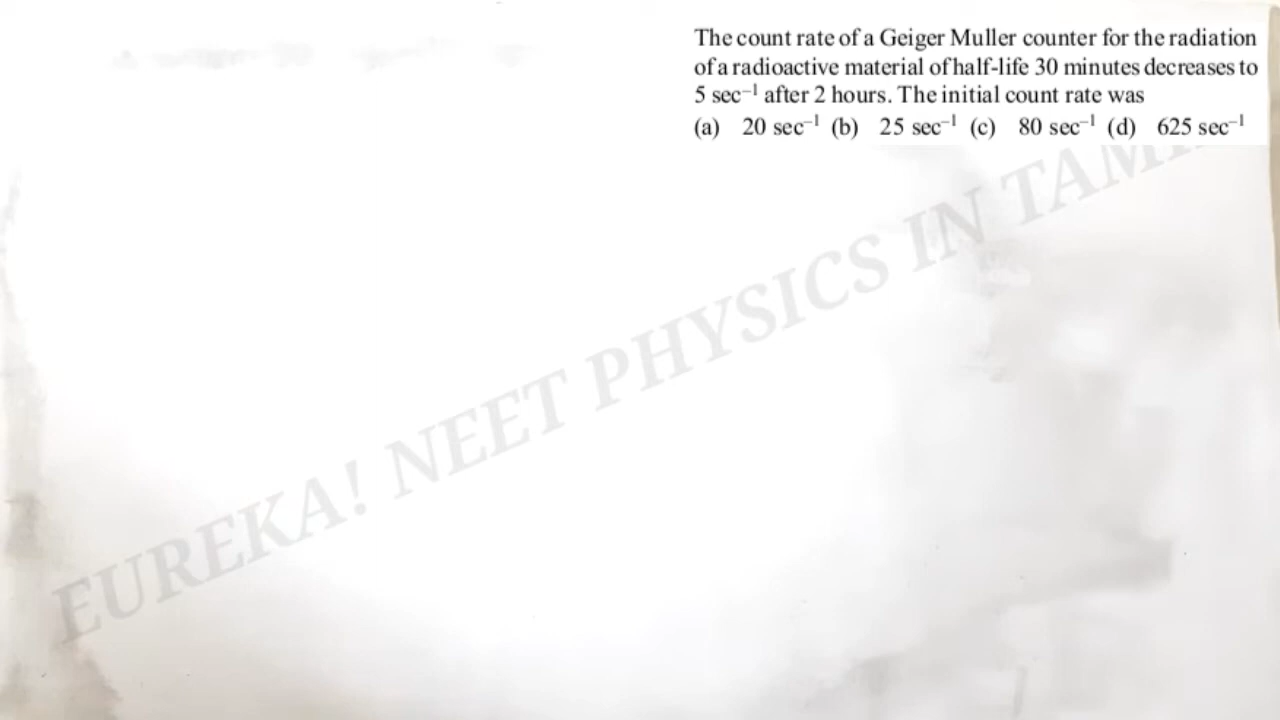 The count rate of a Geiger Muller counter for the radiation
of a radioactive material of half-life 30 minutes decreases to
5 sec⁻¹ after 2 hours. The initial count rate was
(a) 20 sec⁻¹ (b) 25 sec⁻¹ (c) 80 sec⁻¹ (d) 625 sec⁻¹
EUREKA! NEET PHYSICS IN